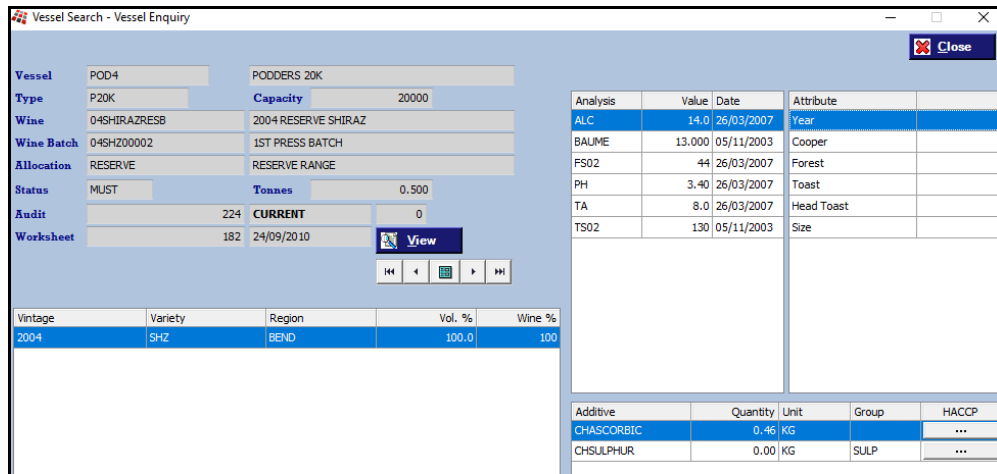 Vessel Search - Vessel Enquiry
Close
Vessel POD4 PODDERS 20K
Type P20K Capacity 20000
Wine 04SHIRAZRESB 2004 RESERVE SHIRAZ
Wine Batch 04SHZ00002 1ST PRESS BATCH
Allocation RESERVE RESERVE RANGE
Status MUST Tonnes 0.500
Audit 224 CURRENT 0
Worksheet 182 24/09/2010 View
Vintage Variety Region Vol. % Wine %
2004 SHZ BEND 100.0 100
Analysis Value Date
ALC 14.0 26/03/2007
BAUME 13.000 05/11/2003
FS02 44 26/03/2007
PH 3.40 26/03/2007
TA 8.0 26/03/2007
TS02 130 05/11/2003
Attribute
Year
Cooper
Forest
Toast
Head Toast
Size
Additive Quantity Unit Group HACCP
CHASCORBIC 0.46 KG ...
CHSULPHUR 0.00 KG SULP ...